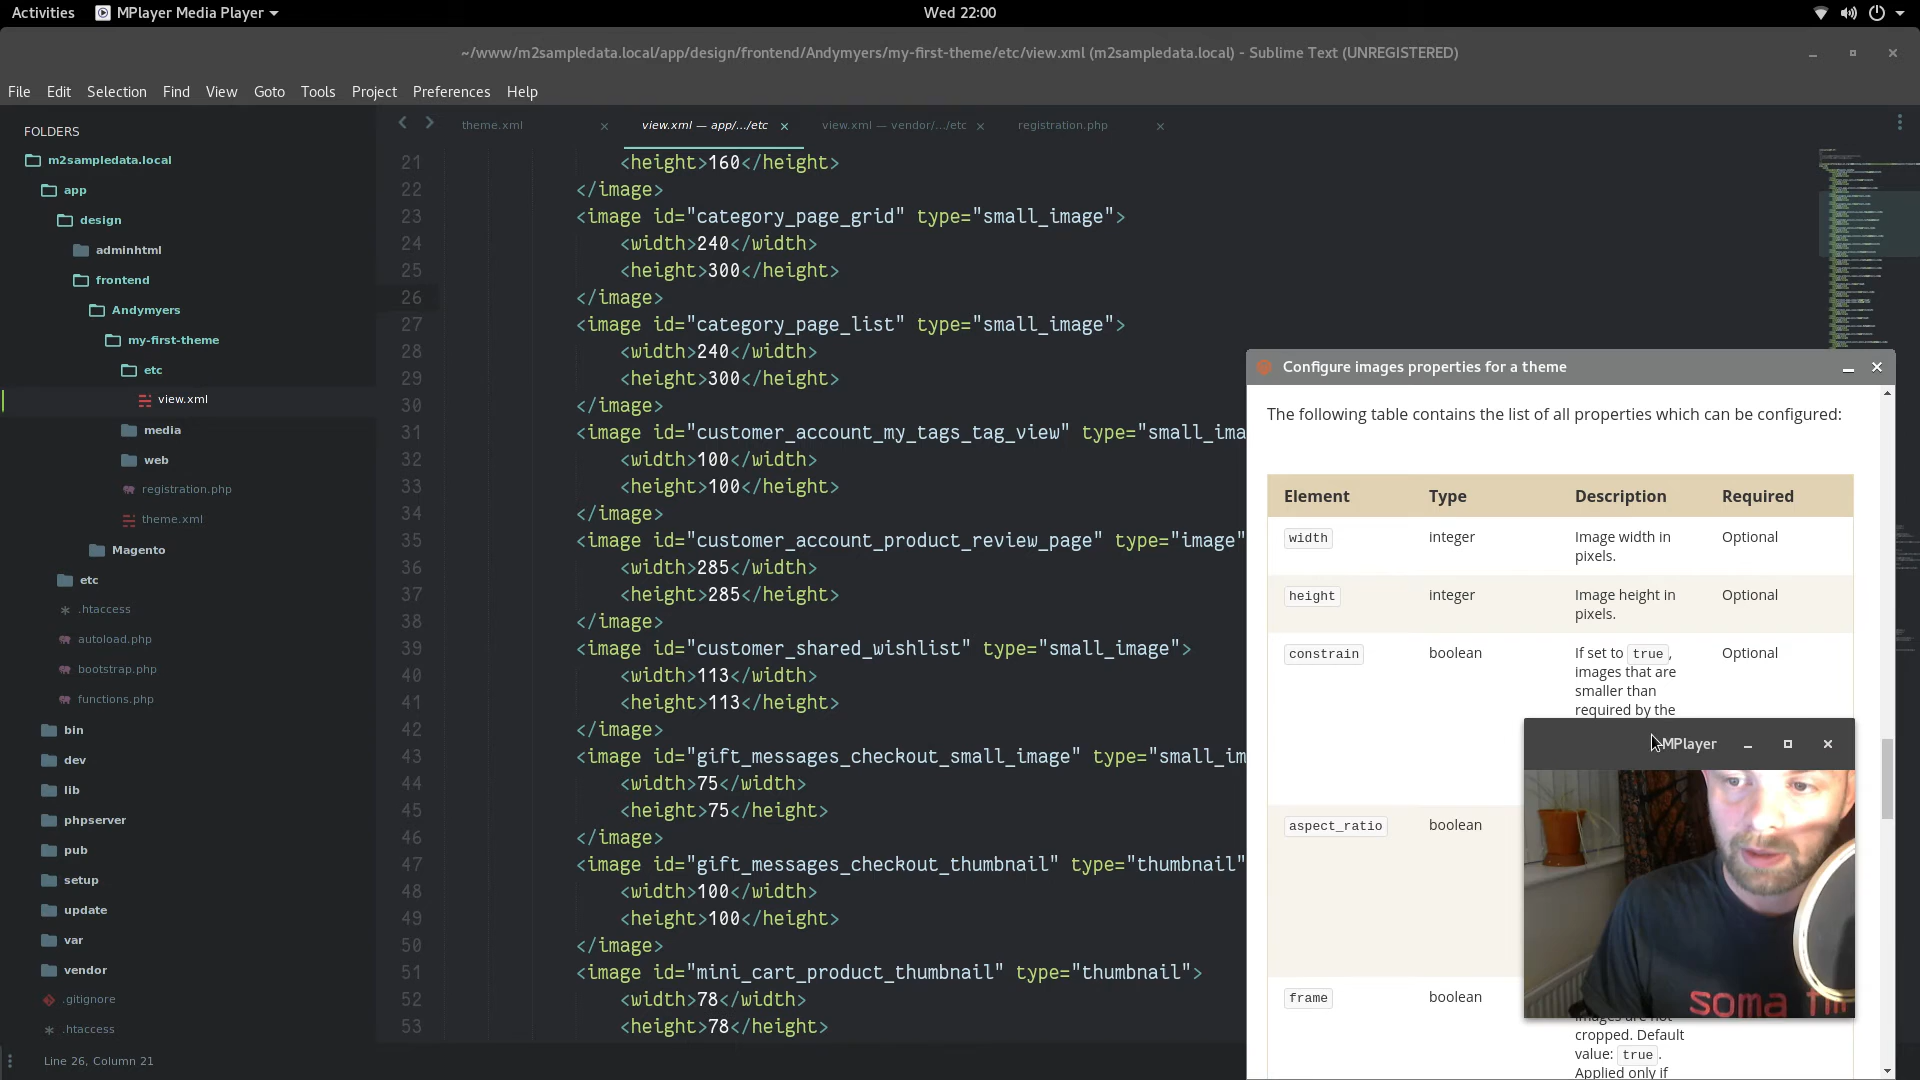 Activities MPlayer Media Player Wed 22:00
~/www/m2sampledata.local/app/design/frontend/Andymyers/my-first-theme/etc/view.xml (m2sampledata.local) - Sublime Text (UNREGISTERED)
File Edit Selection Find View Goto Tools Project Preferences Help
FOLDERS
m2sampledata.local
app
design
adminhtml
frontend
Andymyers
my-first-theme
etc
view.xml
media
web
registration.php
theme.xml
Magento
etc
.htaccess
autoload.php
bootstrap.php
functions.php
bin
dev
lib
phpserver
pub
setup
update
var
vendor
.gitignore
.htaccess
Line 26, Column 21
theme.xml view.xml — app/.../etc view.xml — vendor/.../etc registration.php
21 <height>160</height>
22 </image>
23 <image id="category_page_grid" type="small_image">
24 <width>240</width>
25 <height>300</height>
26 </image>
27 <image id="category_page_list" type="small_image">
28 <width>240</width>
29 <height>300</height>
30 </image>
31 <image id="customer_account_my_tags_tag_view" type="small_ima
32 <width>100</width>
33 <height>100</height>
34 </image>
35 <image id="customer_account_product_review_page" type="image"
36 <width>285</width>
37 <height>285</height>
38 </image>
39 <image id="customer_shared_wishlist" type="small_image">
40 <width>113</width>
41 <height>113</height>
42 </image>
43 <image id="gift_messages_checkout_small_image" type="small_im
44 <width>75</width>
45 <height>75</height>
46 </image>
47 <image id="gift_messages_checkout_thumbnail" type="thumbnail"
48 <width>100</width>
49 <height>100</height>
50 </image>
51 <image id="mini_cart_product_thumbnail" type="thumbnail">
52 <width>78</width>
53 <height>78</height>
Configure images properties for a theme
The following table contains the list of all properties which can be configured:
Element Type Description Required
width integer Image width in Optional
pixels.
height integer Image height in Optional
pixels.
constrain boolean If set to true, Optional
images that are
smaller than
required by the
aspect_ratio boolean
frame boolean
images are not
cropped. Default
value: true.
Applied only if
MPlayer
soma fm